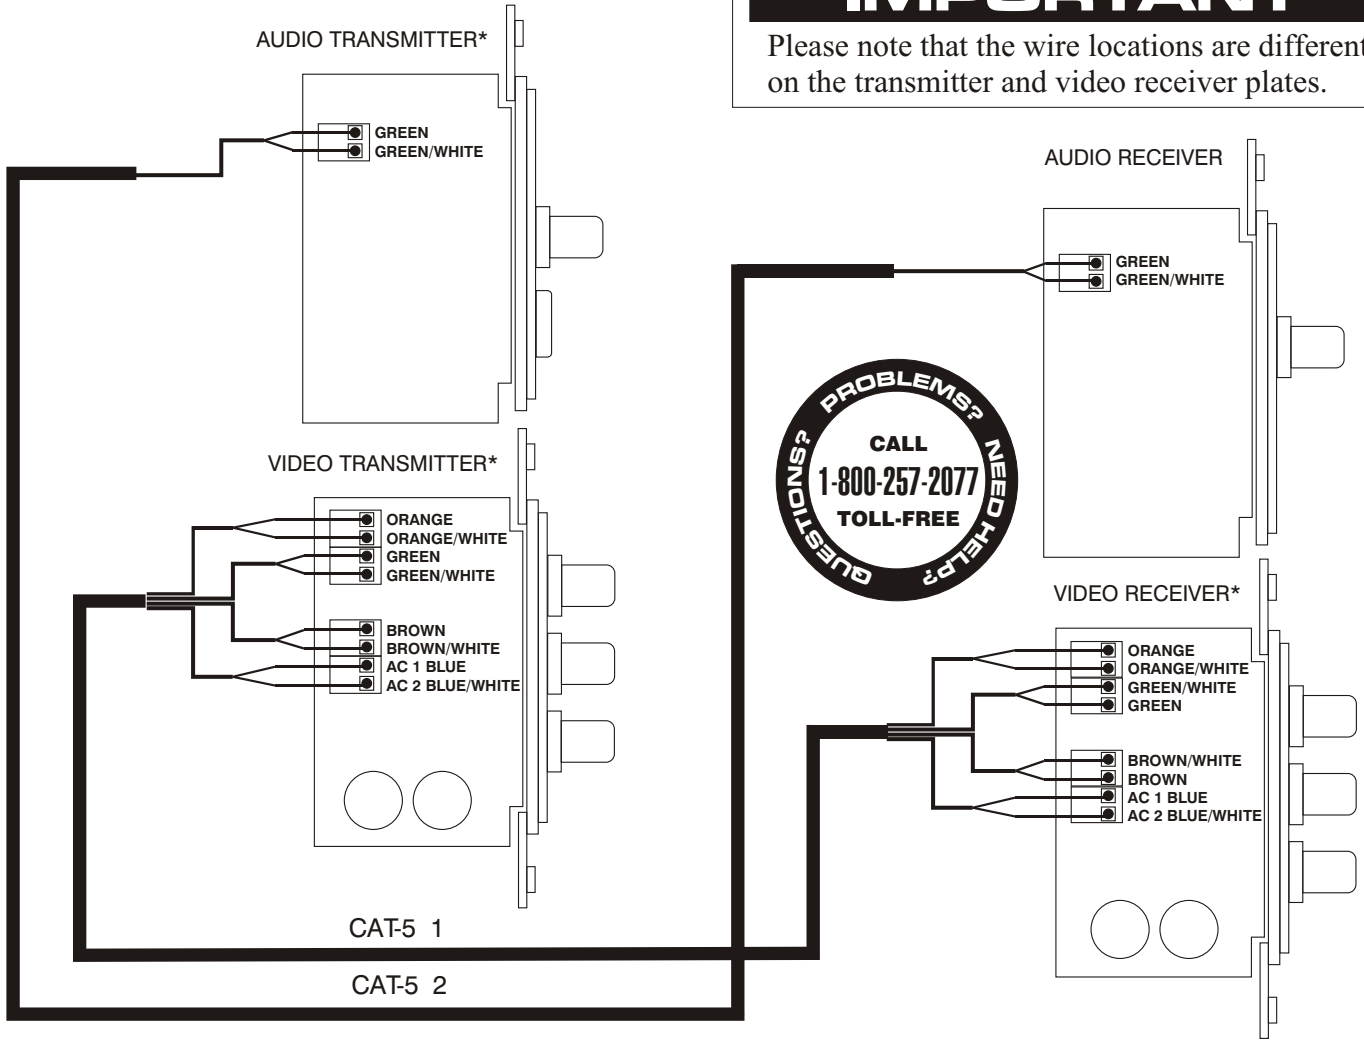 IMPORTANT
Please note that the wire locations are different
on the transmitter and video receiver plates.
AUDIO TRANSMITTER*
GREEN
GREEN/WHITE
AUDIO RECEIVER
GREEN
GREEN/WHITE
PROBLEMS? NEED HELP? QUESTIONS?
CALL
1-800-257-2077
TOLL-FREE
VIDEO TRANSMITTER*
ORANGE
ORANGE/WHITE
GREEN
GREEN/WHITE
BROWN
BROWN/WHITE
AC 1 BLUE
AC 2 BLUE/WHITE
VIDEO RECEIVER*
ORANGE
ORANGE/WHITE
GREEN/WHITE
GREEN
BROWN/WHITE
BROWN
AC 1 BLUE
AC 2 BLUE/WHITE
CAT-5 1
CAT-5 2